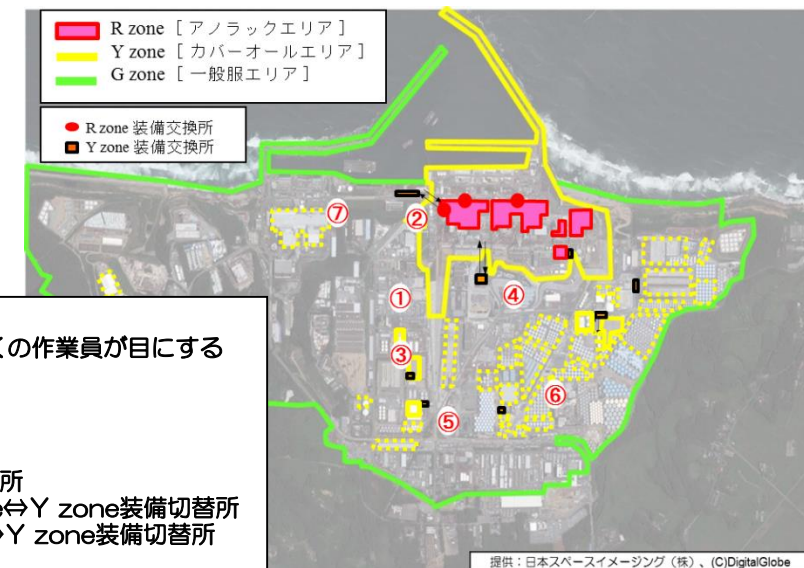 R zone [ アノラックエリア ]
Y zone [ カバーオールエリア ]
G zone [ 一般服エリア ]
R zone 装備交換所
Y zone 装備交換所
⑦
②
①
④
③
⑥
⑤
の作業員が目にする
所
⇔Y zone装備切替所
Y zone装備切替所
提供：日本スペースイメージング（株）、(C)DigitalGlobe